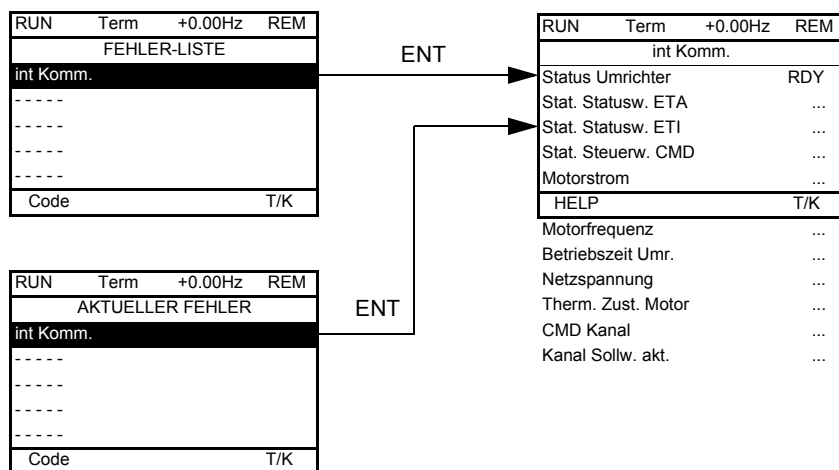 RUN Term +0.00Hz REM
FEHLER-LISTE
int Komm.
- - - - -
- - - - -
- - - - -
- - - - -
Code T/K
ENT
RUN Term +0.00Hz REM
AKTUELLER FEHLER
int Komm.
- - - - -
- - - - -
- - - - -
- - - - -
Code T/K
ENT
RUN Term +0.00Hz REM
int Komm.
Status Umrichter RDY
Stat. Statusw. ETA ...
Stat. Statusw. ETI ...
Stat. Steuerw. CMD ...
Motorstrom ...
HELP T/K
Motorfrequenz ...
Betriebszeit Umr. ...
Netzspannung ...
Therm. Zust. Motor ...
CMD Kanal ...
Kanal Sollw. akt. ...